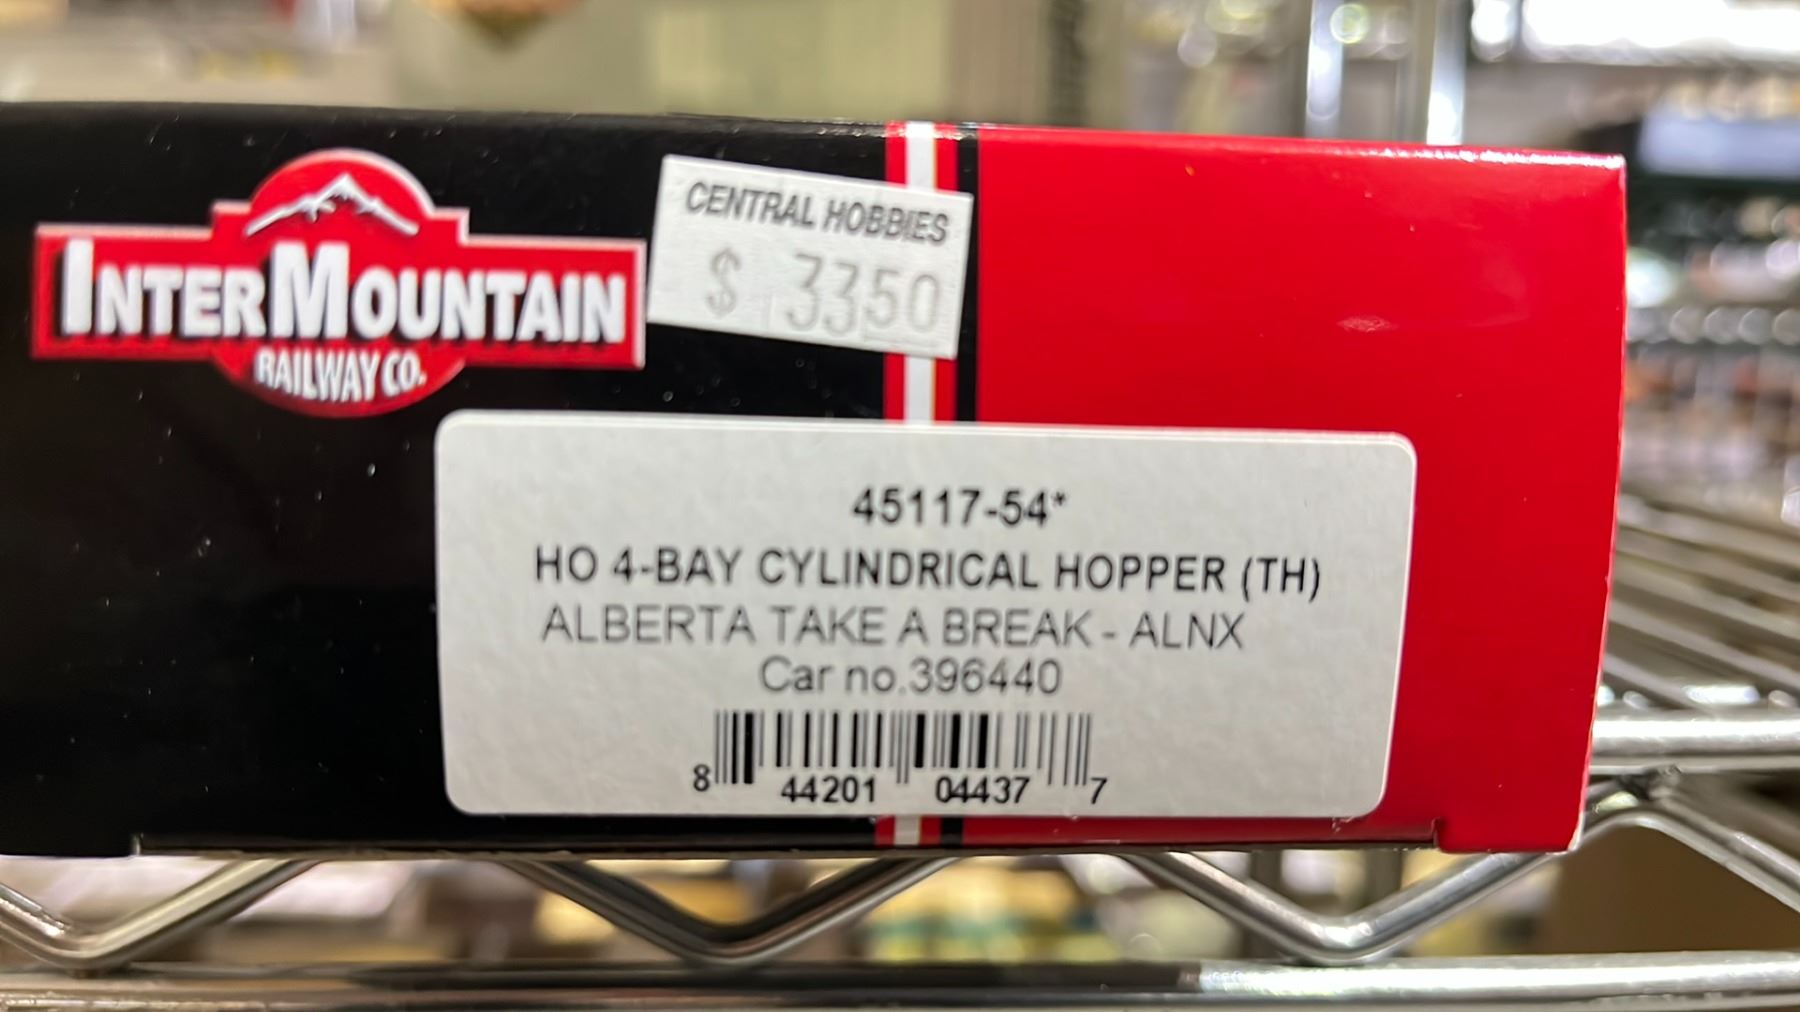 INTERMOUNTAIN
RAILWAY CO.
CENTRAL HOBBIES
$ 3350
45117-54*
HO 4-BAY CYLINDRICAL HOPPER (TH)
ALBERTA TAKE A BREAK - ALNX
Car no.396440
8 44201 04437 7